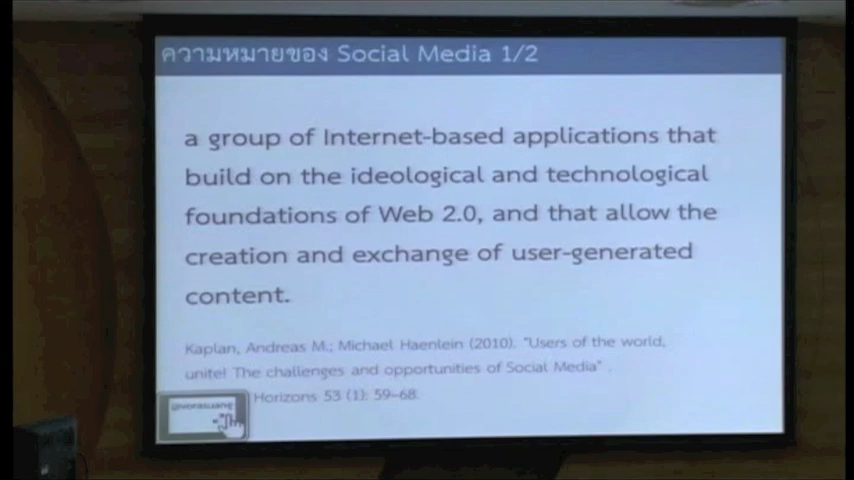 ความหมายของ Social Media 1/2
a group of Internet-based applications that
build on the ideological and technological
foundations of Web 2.0, and that allow the
creation and exchange of user-generated
content.
Kaplan, Andreas M.; Michael Haenlein (2010). "Users of the world,
unite! The challenges and opportunities of Social Media" .
Horizons 53 (1): 59–68.